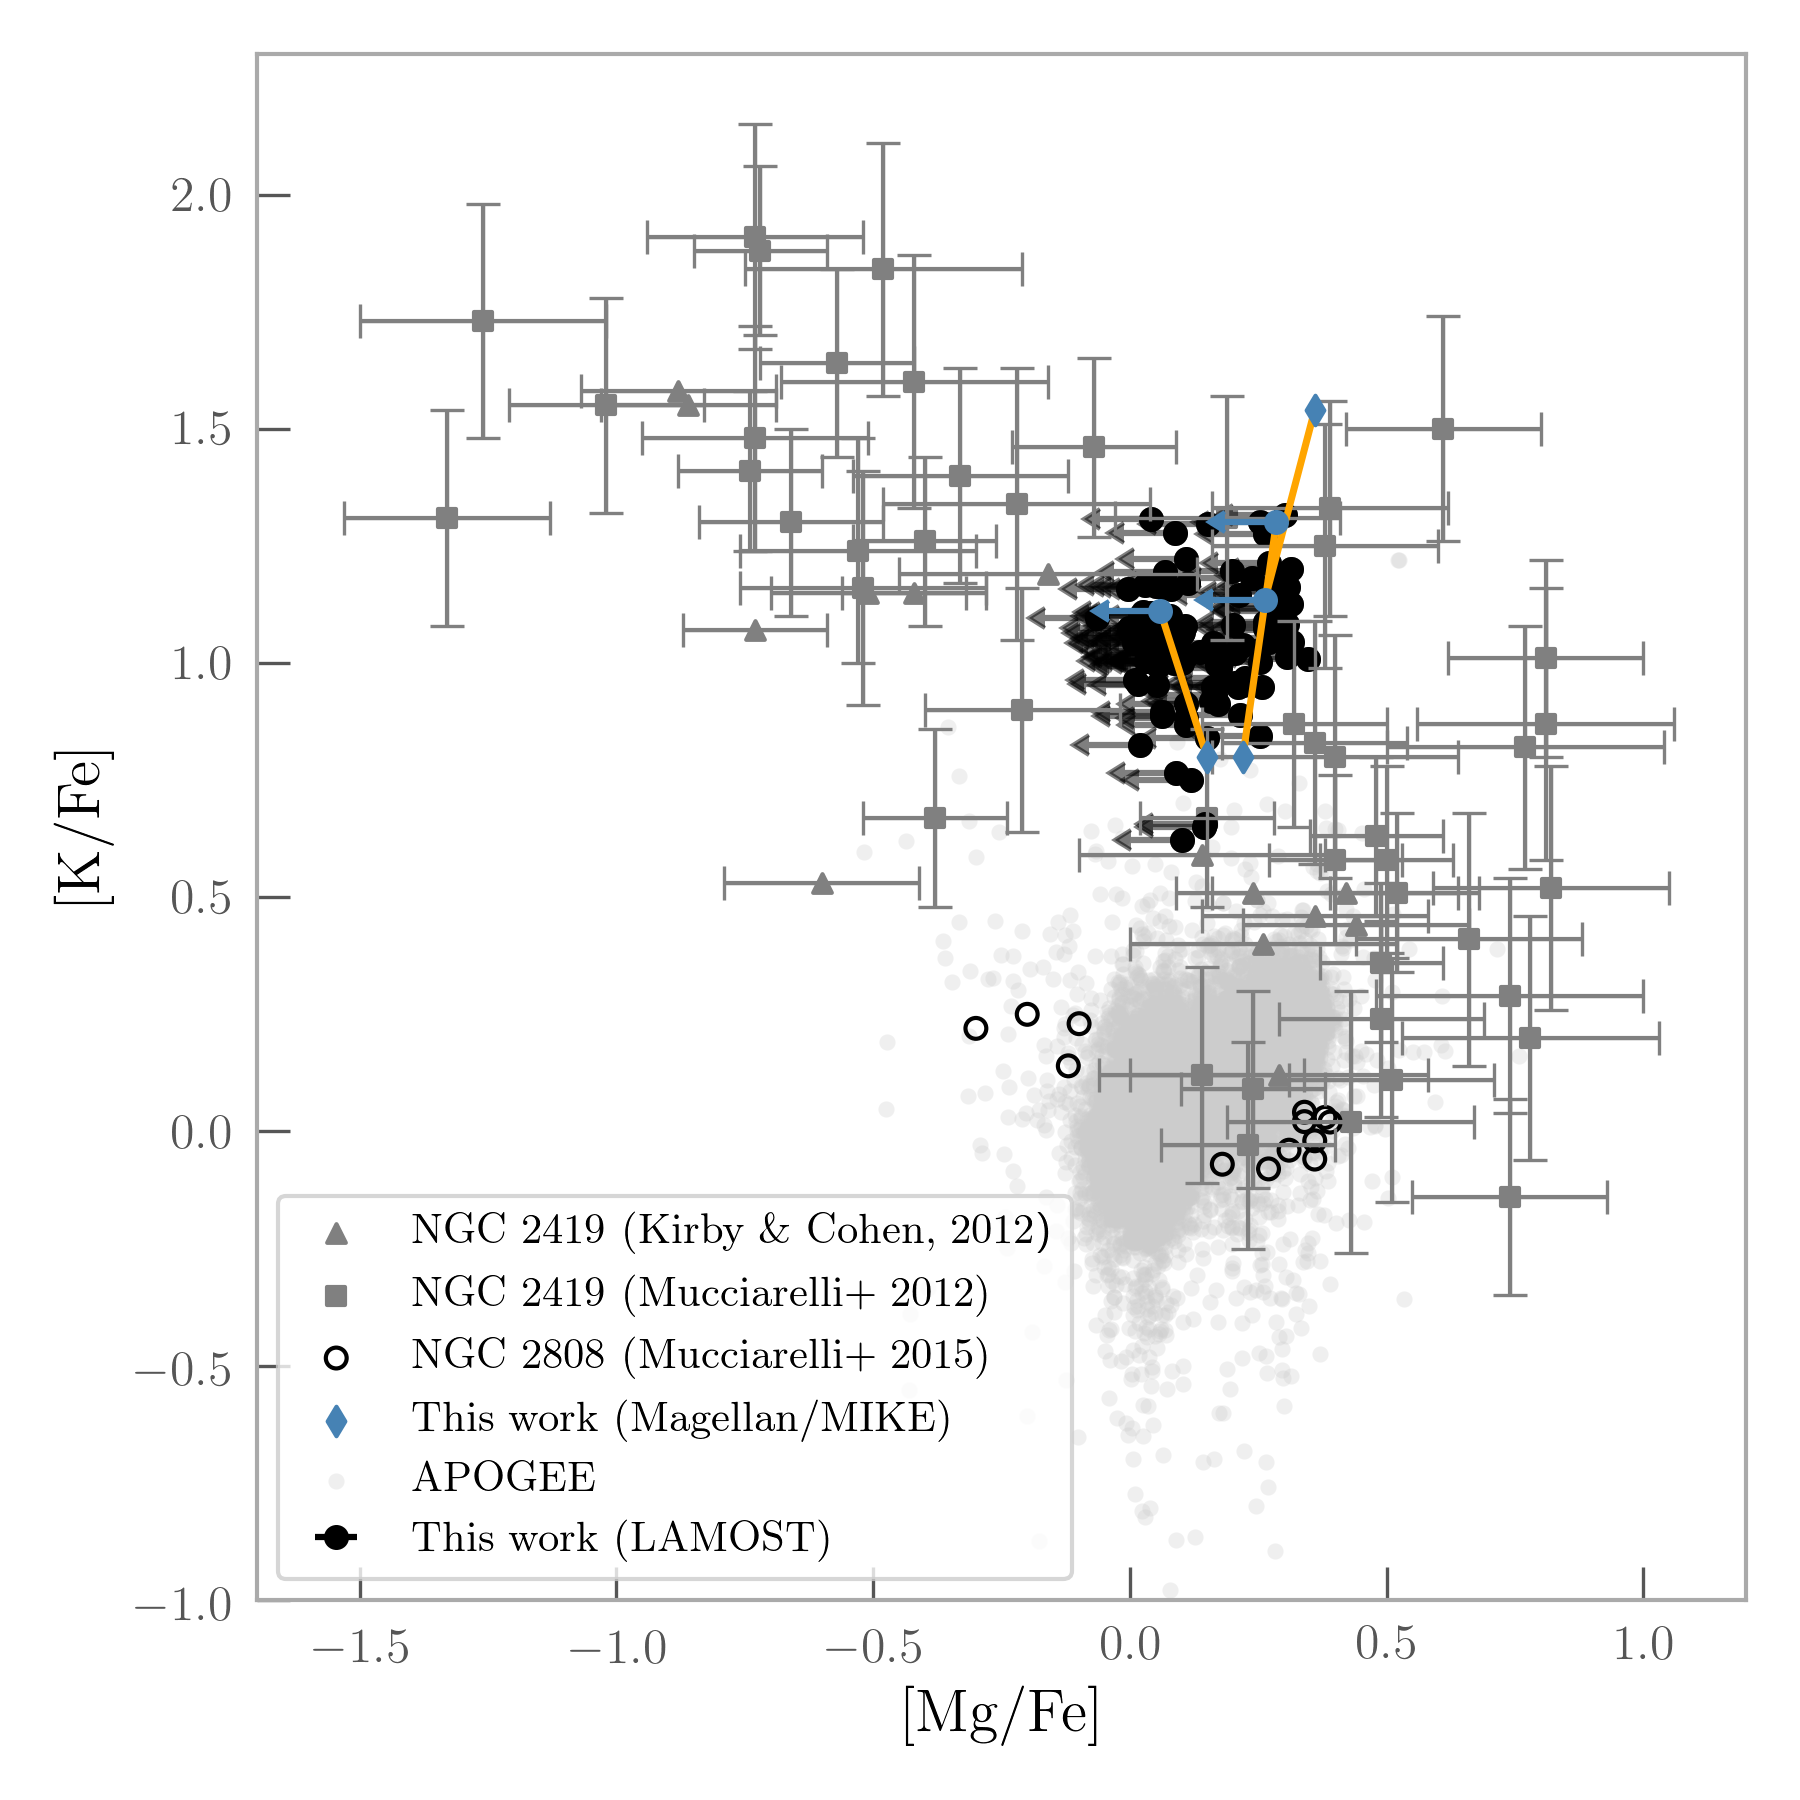 2.0
1.5
1.0
0.5
0.0
−0.5
−1.0
[K/Fe]
NGC 2419 (Kirby & Cohen, 2012)
NGC 2419 (Mucciarelli+ 2012)
NGC 2808 (Mucciarelli+ 2015)
This work (Magellan/MIKE)
APOGEE
This work (LAMOST)
−1.5 −1.0 −0.5 0.0 0.5 1.0
[Mg/Fe]